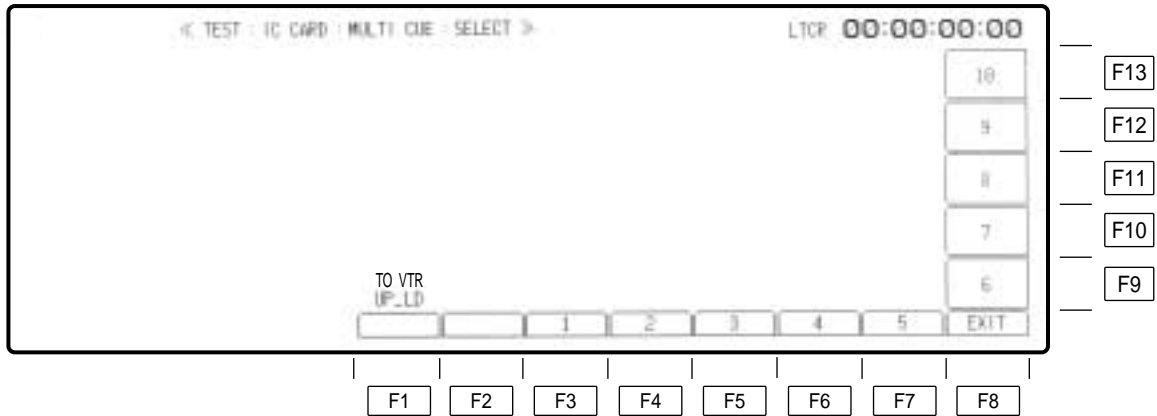 ≪ TEST : IC CARD : MULTI CUE : SELECT ≫ LTCR 00:00:00:00
10 F13
9 F12
8 F11
7 F10
TO VTR 6 F9
UP_LD
1 2 3 4 5 EXIT
F1 F2 F3 F4 F5 F6 F7 F8